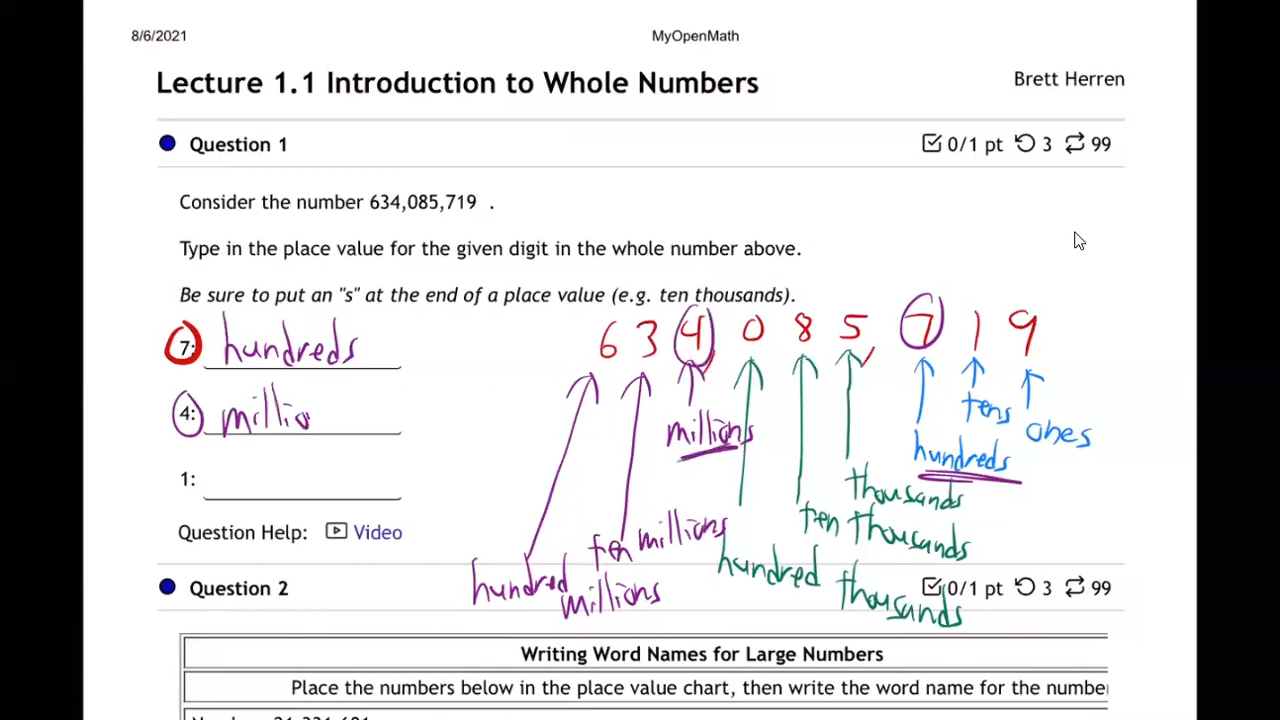 8/6/2021 MyOpenMath
Lecture 1.1 Introduction to Whole Numbers Brett Herren
Question 1 0/1 pt 3 99
Consider the number 634,085,719 .
Type in the place value for the given digit in the whole number above.
Be sure to put an "s" at the end of a place value (e.g. ten thousands).
7: hundreds
6 3 4, 0 8 5, 7 1 9
4: millio
millions
tens
ones
hundreds
1:
thousands
Question Help: Video
ten millions
ten thousands
hundred millions
hundred thousands
Question 2 0/1 pt 3 99
Writing Word Names for Large Numbers
Place the numbers below in the place value chart, then write the word name for the number